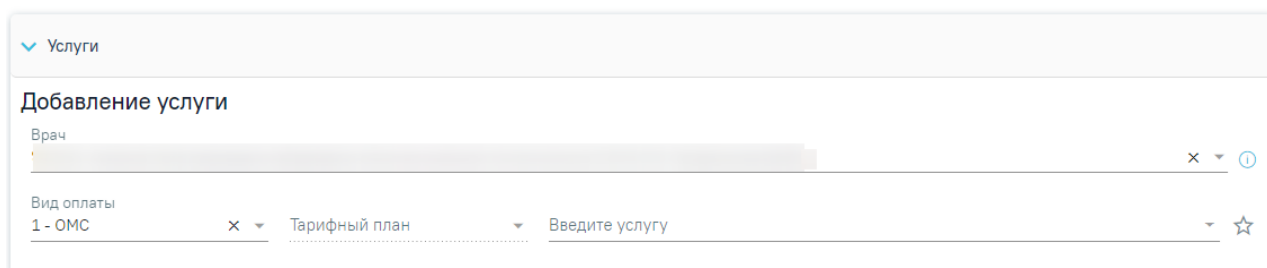 Услуги
Добавление услуги
Врач
Вид оплаты
1 - ОМС Тарифный план Введите услугу